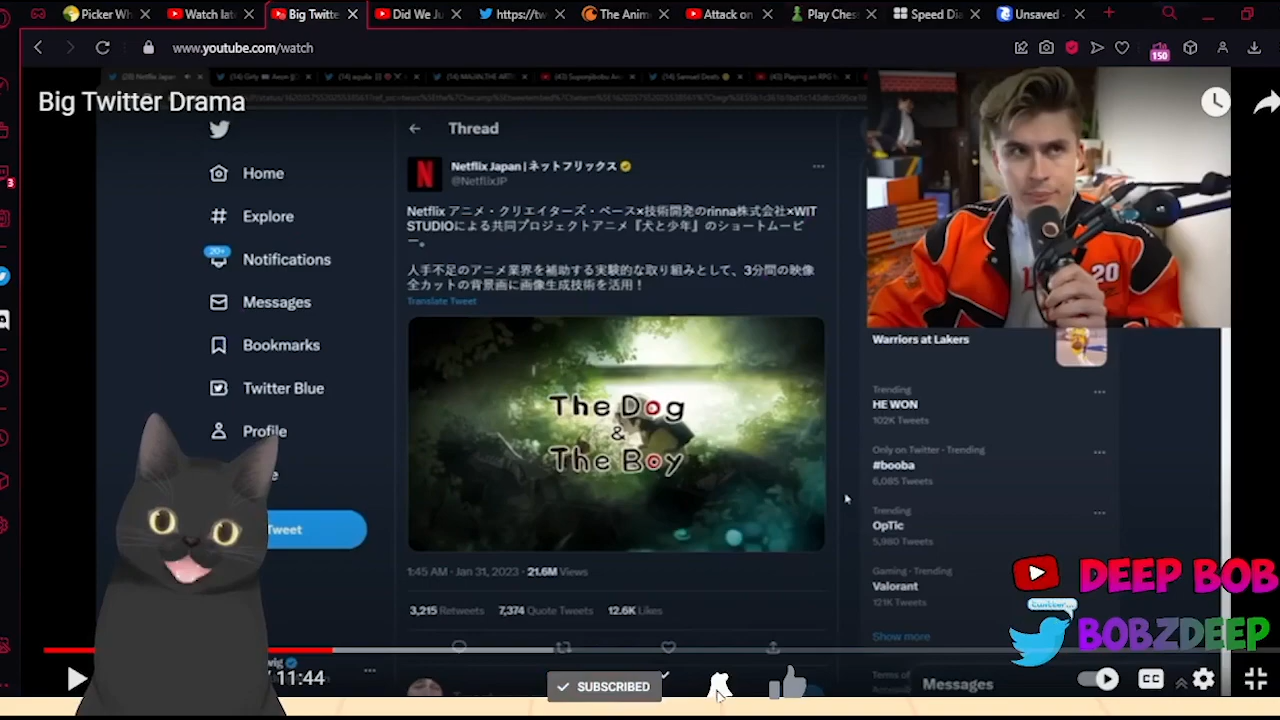 Picker Wh
Watch lat
Big Twitte
Did We Ju
https://tw
The Anim
Attack on
Play Ches
Speed Dia
Unsaved -
www.youtube.com/watch
150
3
Big Twitter Drama
Home
Explore
20+
Notifications
Messages
Bookmarks
Twitter Blue
Profile
Tweet
Thread
Netflix Japan | ネットフリックス
@NetflixJP
Netflix アニメ・クリエイターズ・ベース×技術開発のrinna株式会社×WIT
STUDIOによる共同プロジェクトアニメ『犬と少年』のショートムービ
ー。
人手不足のアニメ業界を補助する実験的な取り組みとして、3分間の映像
全カットの背景画に画像生成技術を活用！
Translate Tweet
The Dog
&
The Boy
1:45 AM · Jan 31, 2023 · 21.6M Views
3,215 Retweets 7,374 Quote Tweets 12.6K Likes
20
Warriors at Lakers
Trending
HE WON
102K Tweets
Only on Twitter · Trending
#booba
6,085 Tweets
Trending
OpTic
5,980 Tweets
Gaming · Trending
Valorant
121K Tweets
Show more
Terms of
Messages
DEEP BOB
twitter...
BOBZDEEP
/ 11:44
SUBSCRIBED
CC